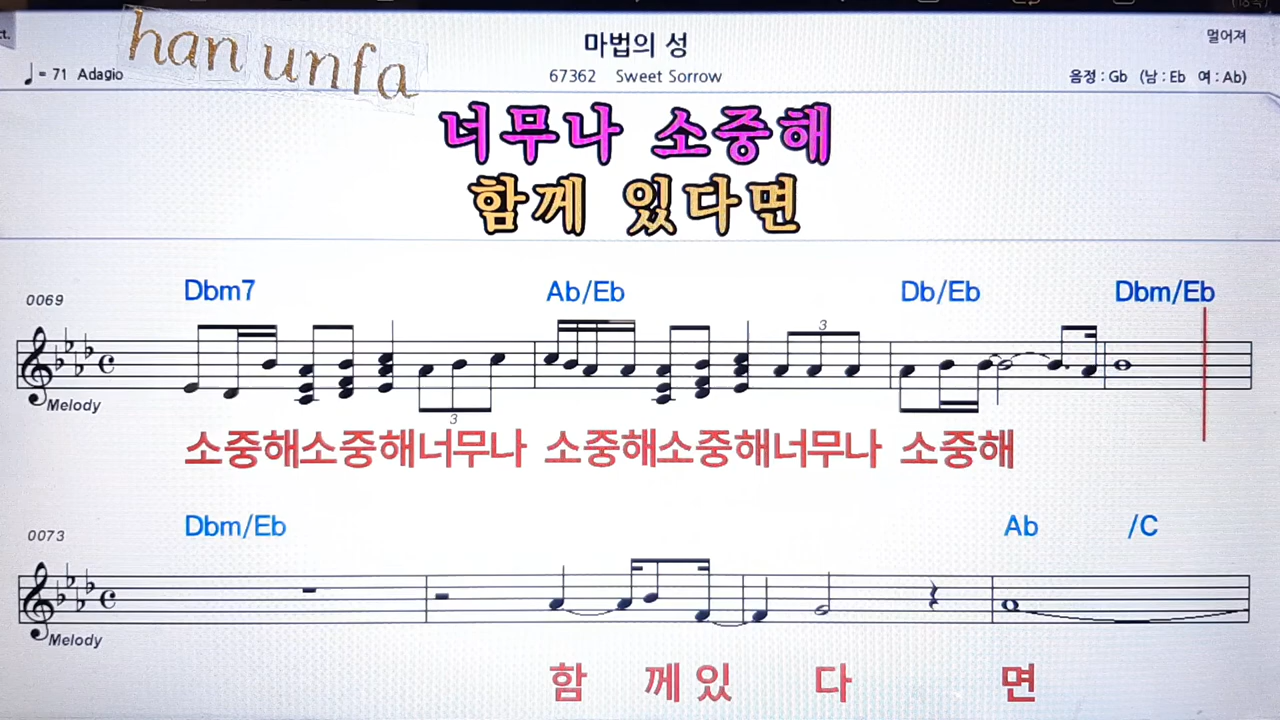 han unfa
마법의 성
멀어져
♩= 71 Adagio
67362 Sweet Sorrow
음정 : Gb (남 : Eb 여 : Ab)
너무나 소중해
함께 있다면
Dbm7 Ab/Eb Db/Eb Dbm/Eb
0069
3
Melody
3
소중해소중해너무나 소중해소중해너무나 소중해
Dbm/Eb Ab /C
0073
Melody
함 께있 다 면